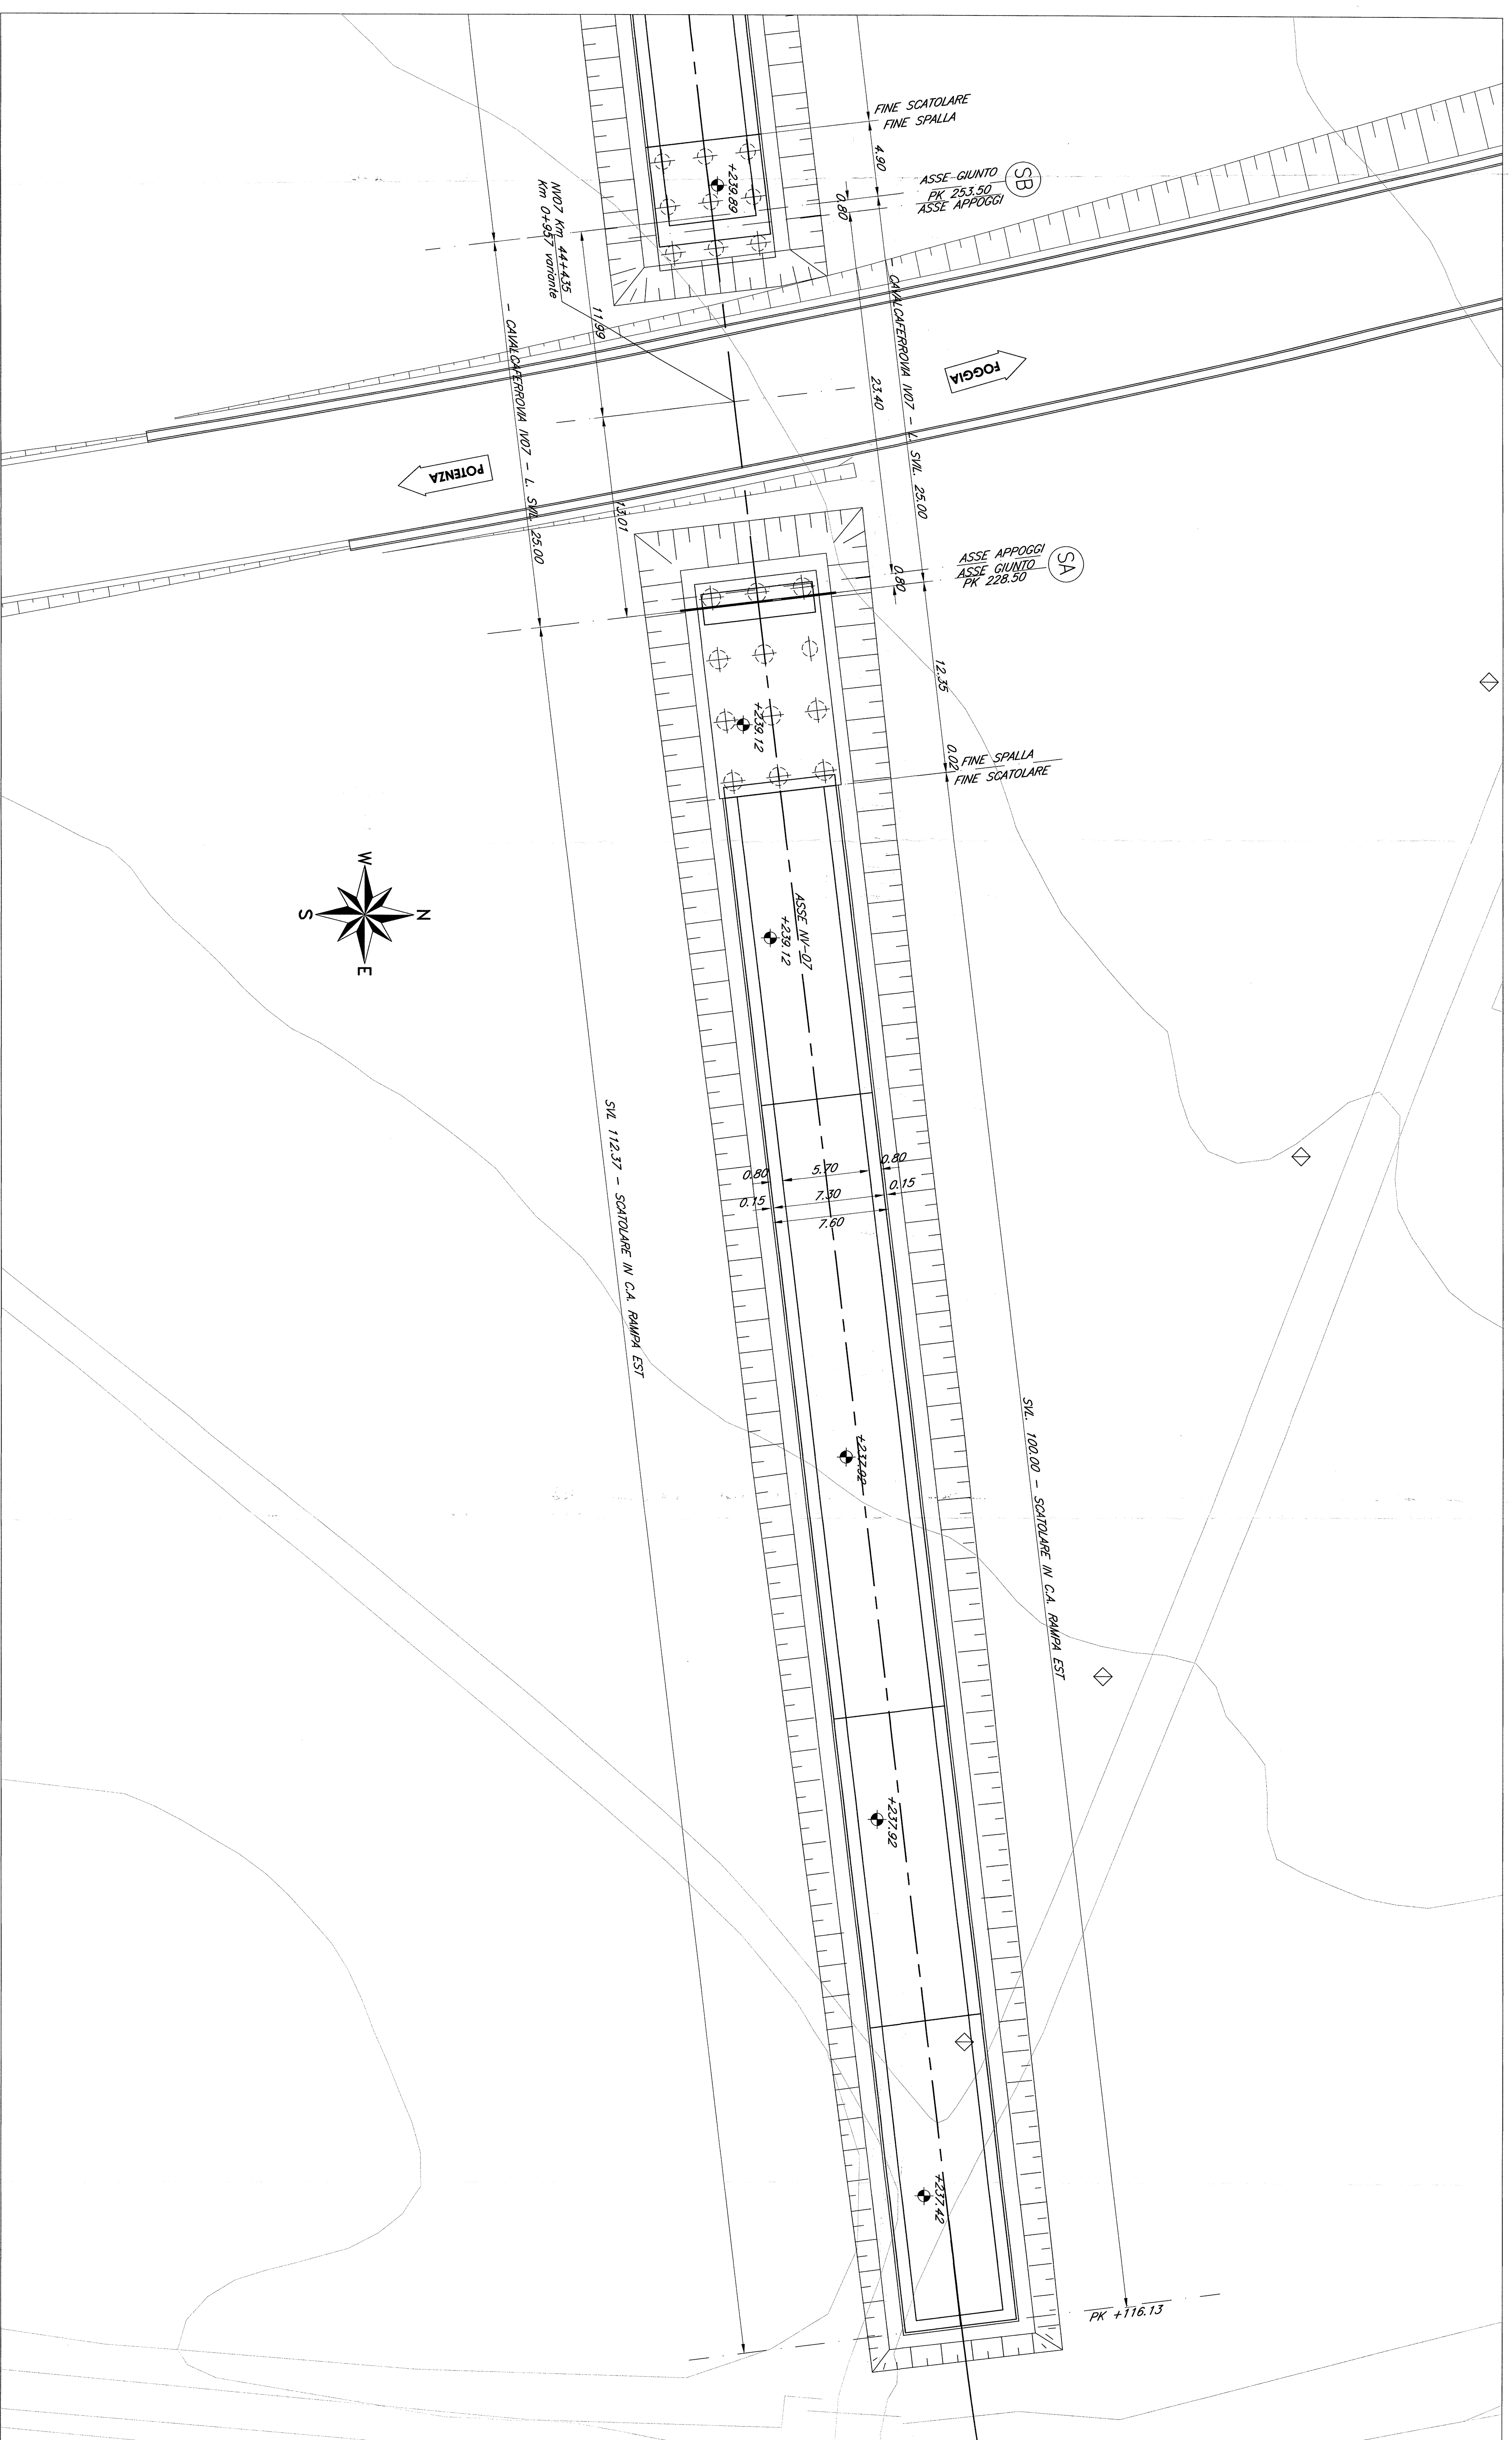 FINE SCATOLARE
FINE SPALLA
4.90
ASSE GIUNTO
PK 253.50
ASSE APPOGGI
SB
0.80
+239.89
NV07 Km 44+435
Km 0+957 variante
11.99
13.01
- CAVALCAFERROVIA IV07 - L. SVIL. 25.00
- CAVALCAFERROVIA IV07 - L. SVIL. 25.00
23.40
FOGGIA
POTENZA
ASSE APPOGGI
ASSE GIUNTO
PK 228.50
SA
0.80
12.35
0.02
FINE SPALLA
FINE SCATOLARE
+239.12
W
N
S
E
ASSE NV-07
+239.12
0.80
5.70
0.80
0.15
7.30
0.15
7.60
SVI. 112.37 - SCATOLARE IN C.A. RAMPA EST
SVI. 100.00 - SCATOLARE IN C.A. RAMPA EST
+237.92
+237.92
+237.42
PK +116.13